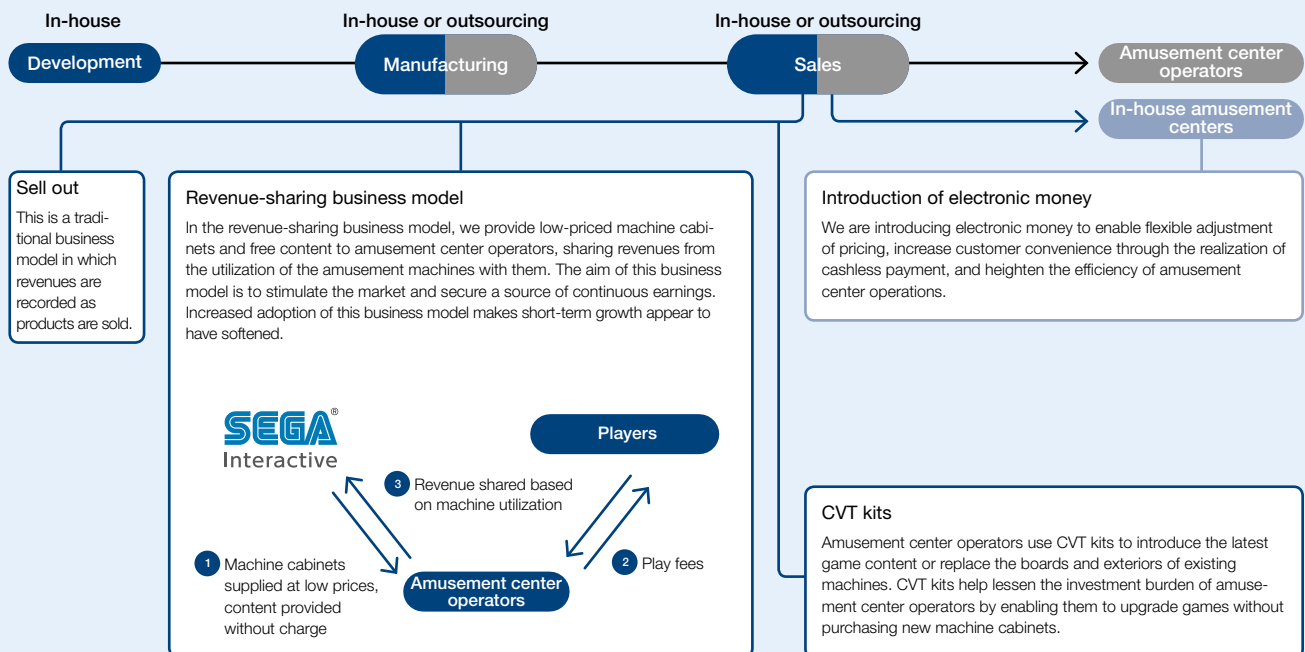 In-house
In-house or outsourcing
In-house or outsourcing
Development
Manufacturing
Sales
Amusement center
operators
In-house amusement
centers
Sell out
This is a tradi-
tional business
model in which
revenues are
recorded as
products are sold.
Revenue-sharing business model
In the revenue-sharing business model, we provide low-priced machine cabi-
nets and free content to amusement center operators, sharing revenues from
the utilization of the amusement machines with them. The aim of this business
model is to stimulate the market and secure a source of continuous earnings.
Increased adoption of this business model makes short-term growth appear to
have softened.
SEGA®
Interactive
Players
3 Revenue shared based
on machine utilization
1 Machine cabinets
supplied at low prices,
content provided
without charge
Amusement center
operators
2 Play fees
Introduction of electronic money
We are introducing electronic money to enable flexible adjustment
of pricing, increase customer convenience through the realization of
cashless payment, and heighten the efficiency of amusement
center operations.
CVT kits
Amusement center operators use CVT kits to introduce the latest
game content or replace the boards and exteriors of existing
machines. CVT kits help lessen the investment burden of amuse-
ment center operators by enabling them to upgrade games without
purchasing new machine cabinets.